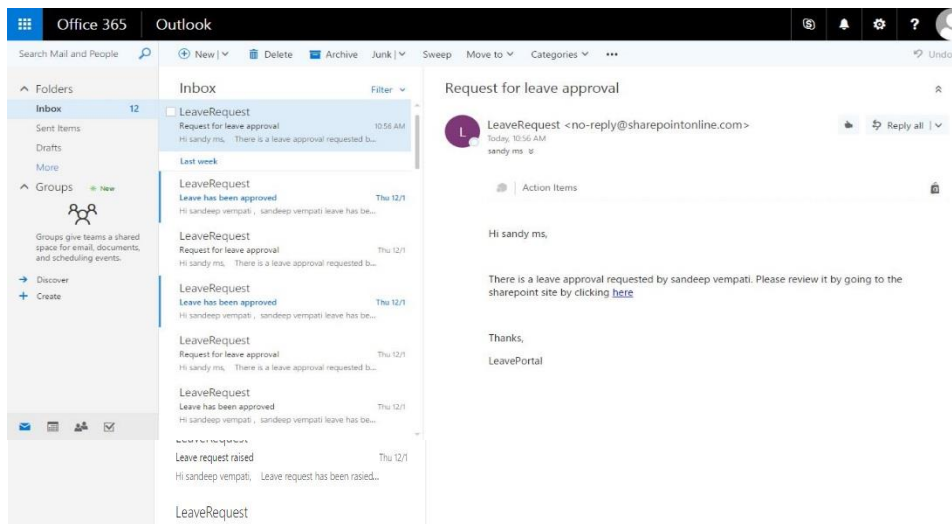 Office 365
Outlook
Search Mail and People
New
Delete
Archive
Junk
Sweep
Move to
Categories
Undo
Folders
Inbox 12
Sent Items
Drafts
More
Groups New
Groups give teams a shared
space for email, documents,
and scheduling events.
Discover
Create
Inbox
Filter
LeaveRequest
Request for leave approval 10:56 AM
Hi sandy ms, There is a leave approval requested b...
Last week
LeaveRequest
Leave has been approved Thu 12/1
Hi sandeep vempati , sandeep vempati leave has be...
LeaveRequest
Request for leave approval Thu 12/1
Hi sandy ms, There is a leave approval requested b...
LeaveRequest
Leave has been approved Thu 12/1
Hi sandeep vempati , sandeep vempati leave has be...
LeaveRequest
Request for leave approval Thu 12/1
Hi sandy ms, There is a leave approval requested b...
LeaveRequest
Leave has been approved Thu 12/1
Hi sandeep vempati , sandeep vempati leave has be...
LeaveRequest
Leave request raised Thu 12/1
Hi sandeep vempati, Leave request has been rasied...
LeaveRequest
Request for leave approval
L
LeaveRequest <no-reply@sharepointonline.com>
Today, 10:56 AM
sandy ms
Reply all
Action Items
Hi sandy ms,
There is a leave approval requested by sandeep vempati. Please review it by going to the
sharepoint site by clicking here
Thanks,
LeavePortal